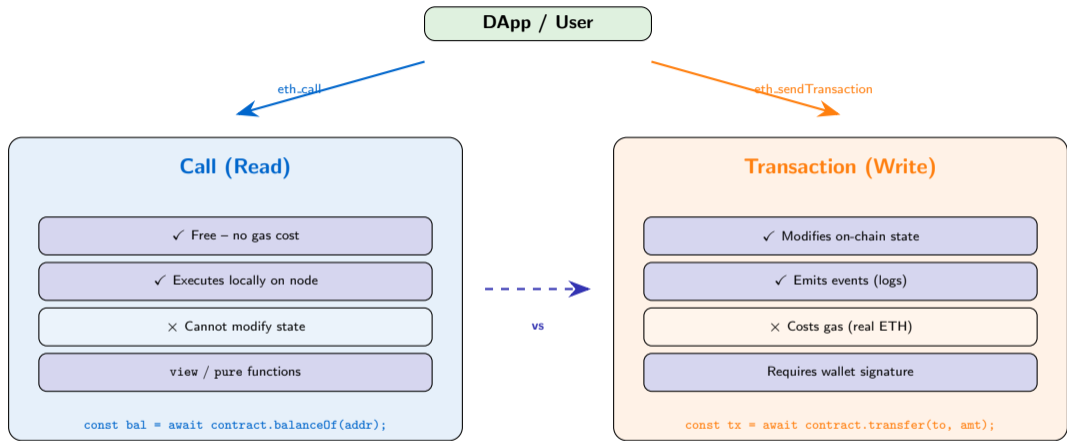 DApp / User
eth_call
eth_sendTransaction
Call (Read)
✓ Free – no gas cost
✓ Executes locally on node
× Cannot modify state
view / pure functions
const bal = await contract.balanceOf(addr);
vs
Transaction (Write)
✓ Modifies on-chain state
✓ Emits events (logs)
× Costs gas (real ETH)
Requires wallet signature
const tx = await contract.transfer(to, amt);